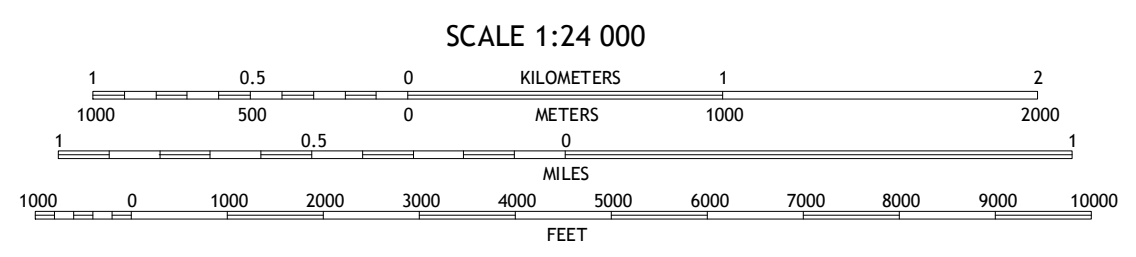 SCALE 1:24 000
1 0.5 0 KILOMETERS 1 2
1000 500 0 METERS 1000 2000
1 0.5 0 1
MILES
1000 0 1000 2000 3000 4000 5000 6000 7000 8000 9000 10000
FEET